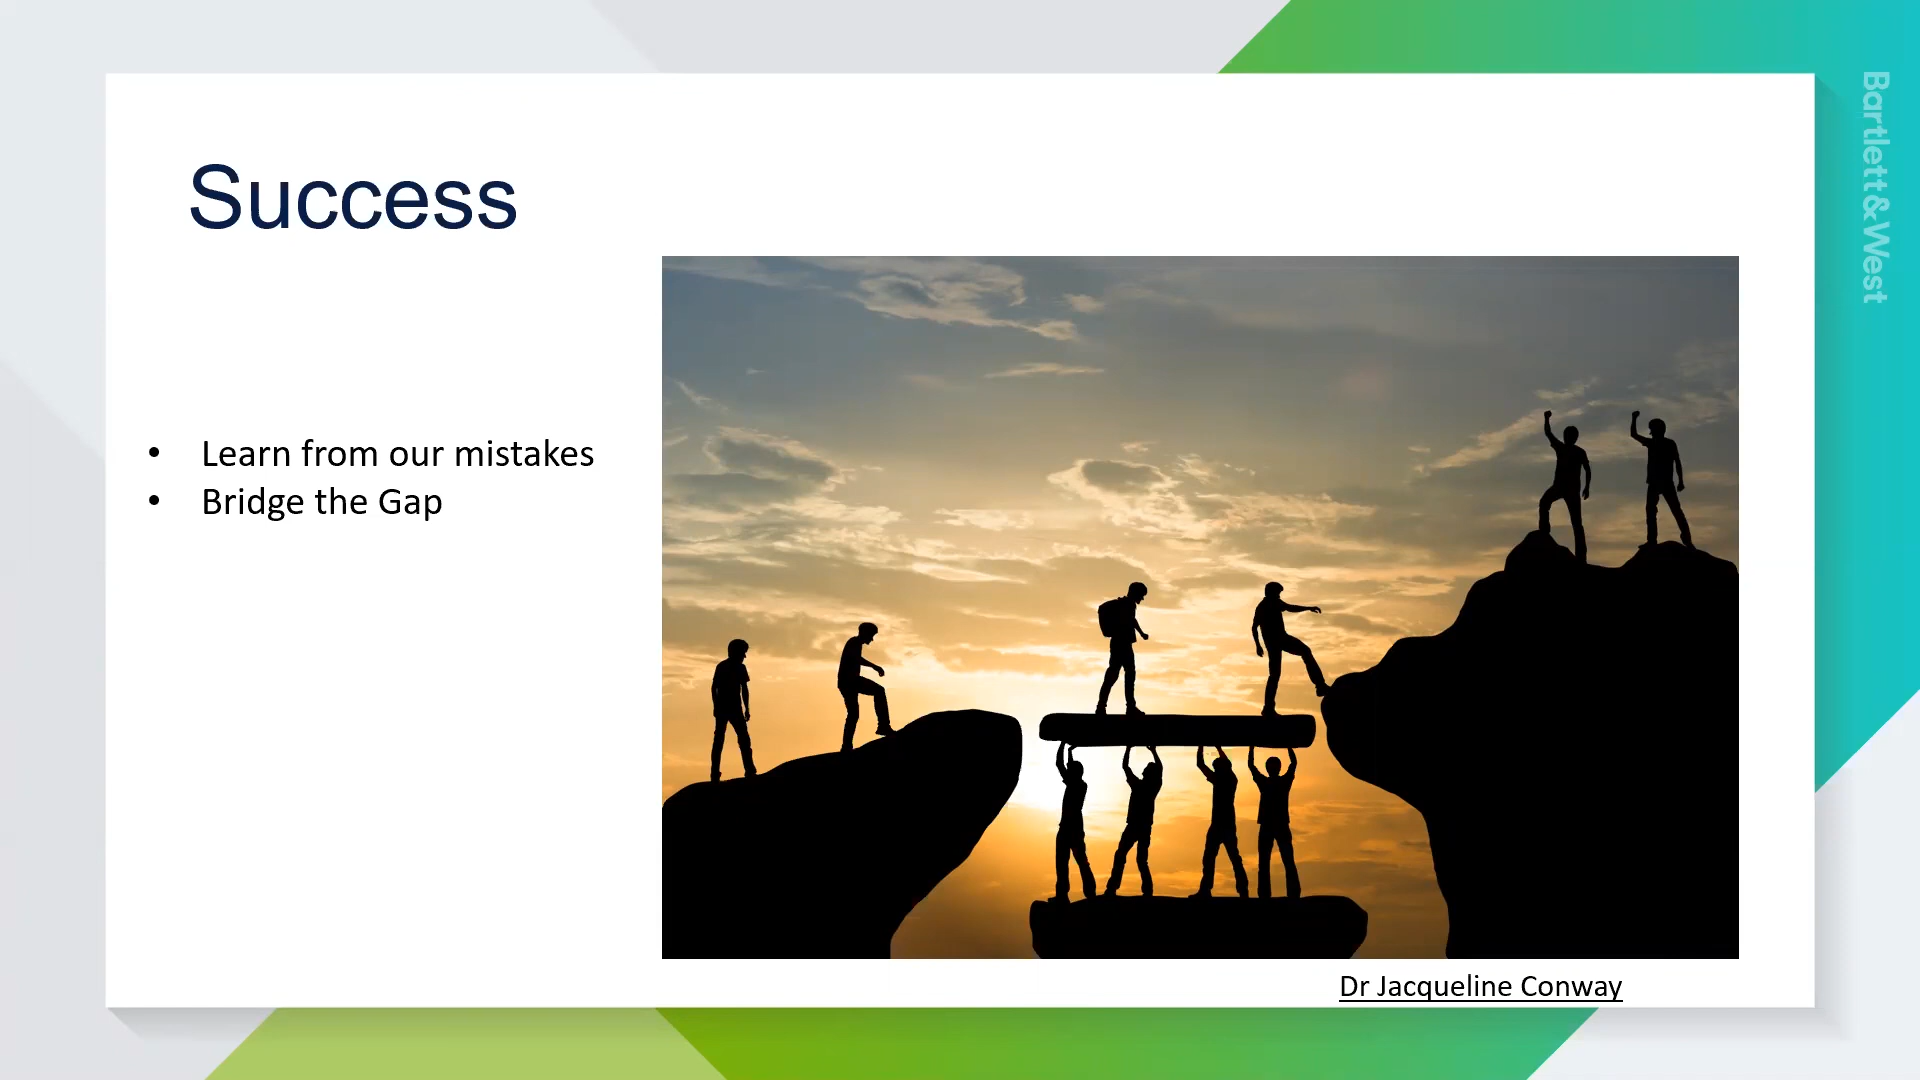 Success
• Learn from our mistakes
• Bridge the Gap
Dr Jacqueline Conway
Bartlett&West